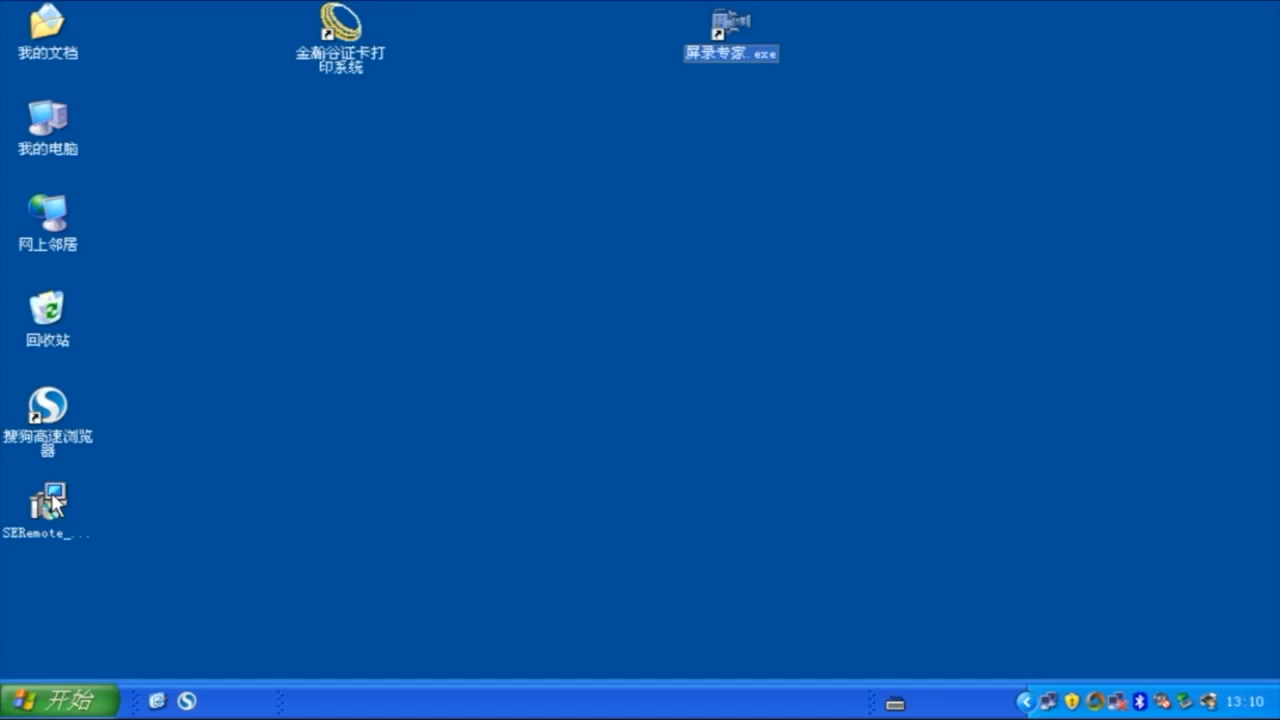 我的文档
金瀚谷证卡打
印系统
屏录专家.exe
我的电脑
网上邻居
回收站
搜狗高速浏览
器
SERemote_...
开始
13:10